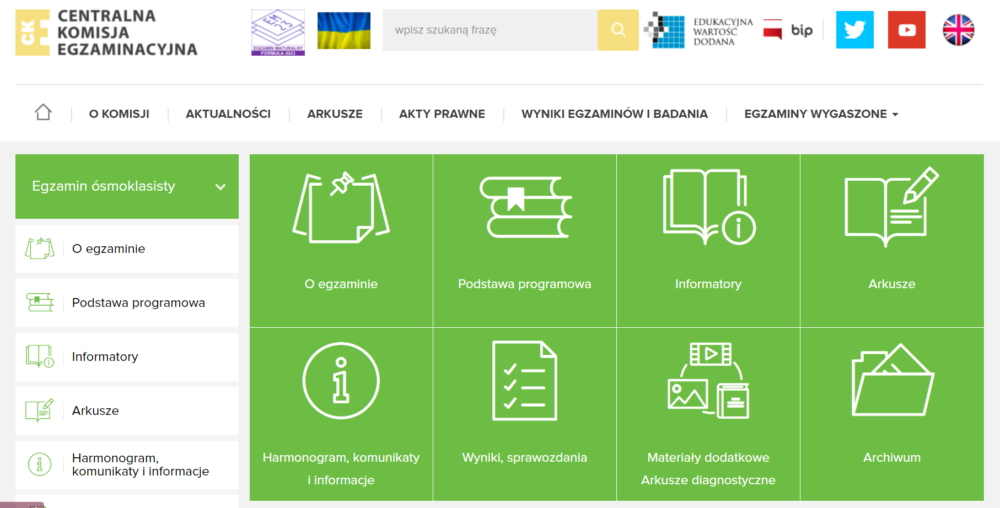 CKE
CENTRALNA
KOMISJA
EGZAMINACYJNA
EM
23
EGZAMIN MATURALNY
FORMUŁA 2023
wpisz szukaną frazę
EDUKACYJNA
WARTOŚĆ
DODANA
bip
O KOMISJI
AKTUALNOŚCI
ARKUSZE
AKTY PRAWNE
WYNIKI EGZAMINÓW I BADANIA
EGZAMINY WYGASZONE
Egzamin ósmoklasisty
O egzaminie
Podstawa programowa
Informatory
Arkusze
Harmonogram,
komunikaty i informacje
O egzaminie
Podstawa programowa
Informatory
Arkusze
Harmonogram, komunikaty
i informacje
Wyniki, sprawozdania
Materiały dodatkowe
Arkusze diagnostyczne
Archiwum